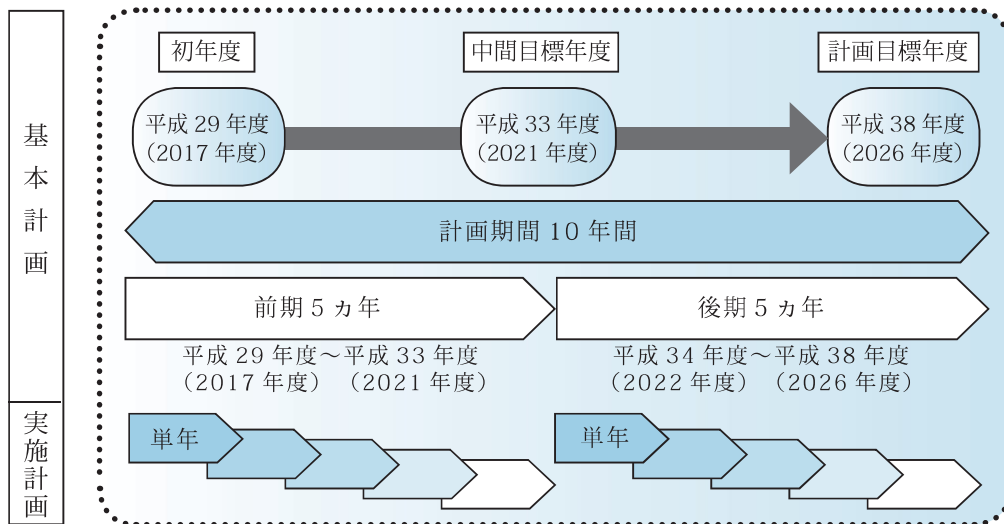 基本計画
初年度
中間目標年度
計画目標年度
平成 29 年度
（2017 年度）
平成 33 年度
（2021 年度）
平成 38 年度
（2026 年度）
計画期間 10 年間
前期 5 ヵ年
後期 5 ヵ年
平成 29 年度～平成 33 年度
（2017 年度）（2021 年度）
平成 34 年度～平成 38 年度
（2022 年度）（2026 年度）
実施計画
単年
単年